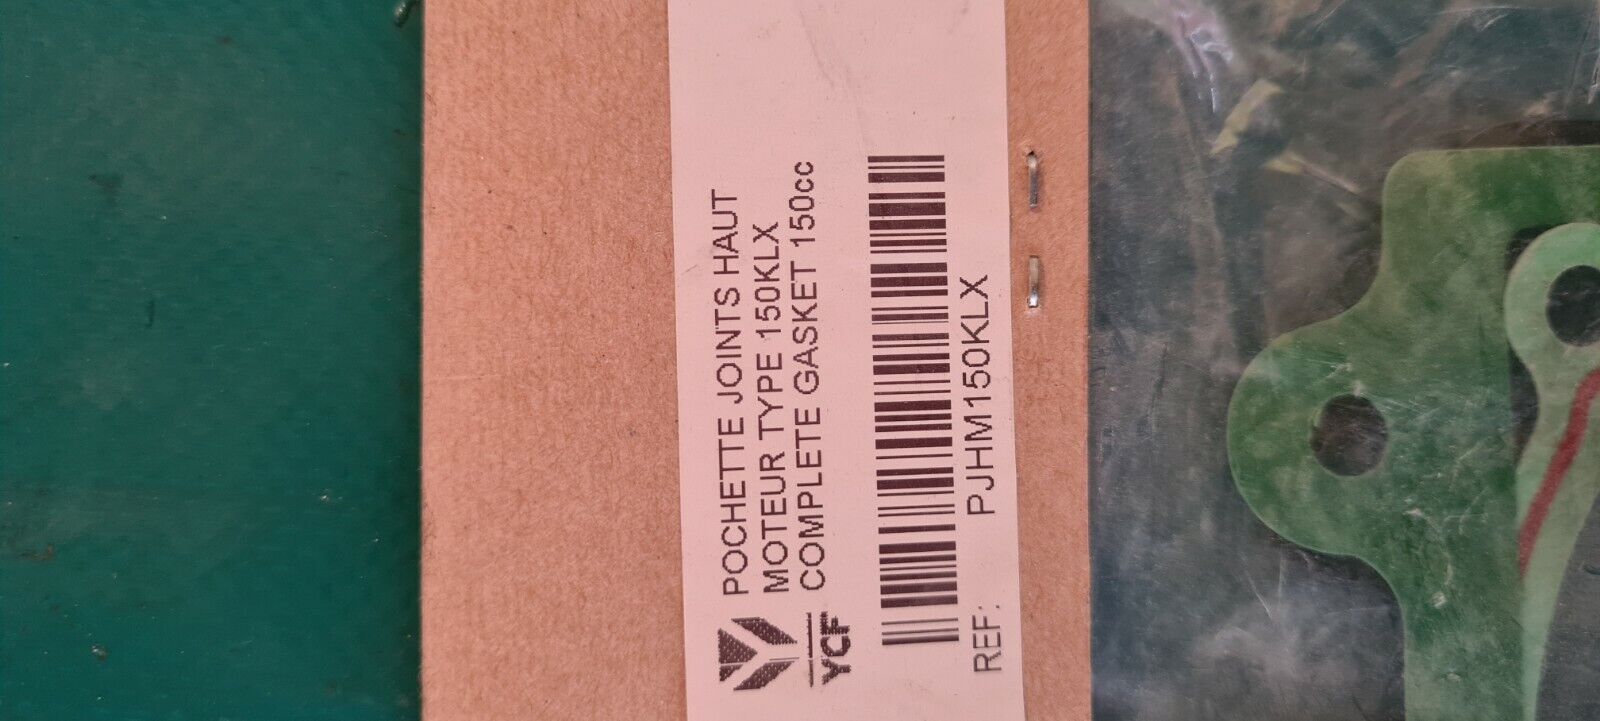 POCHETTE JOINTS HAUT
MOTEUR TYPE 150KLX
COMPLETE GASKET 150cc
YCF
REF: PJHM150KLX